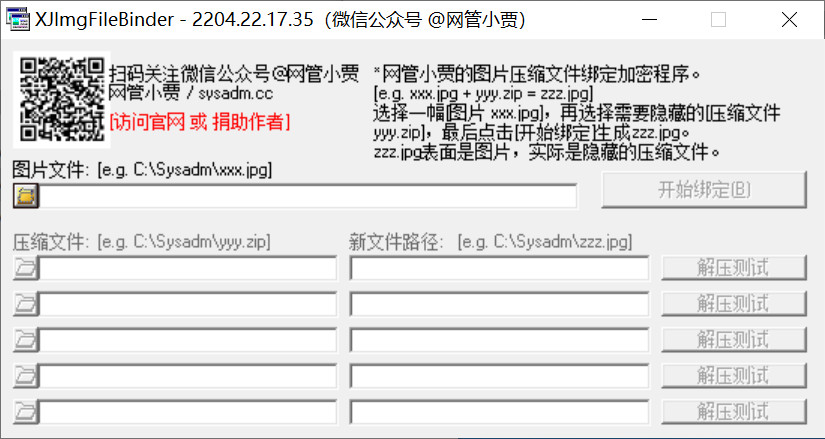 XJImgFileBinder - 2204.22.17.35（微信公众号 @网管小贾）
扫码关注微信公众号@网管小贾
网管小贾 / sysadm.cc
[访问官网 或 捐助作者]
*网管小贾的图片压缩文件绑定加密程序。
[e.g. xxx.jpg + yyy.zip = zzz.jpg]
选择一幅[图片 xxx.jpg]，再选择需要隐藏的[压缩文件
yyy.zip]，最后点击[开始绑定]生成zzz.jpg。
zzz.jpg表面是图片，实际是隐藏的压缩文件。
图片文件: [e.g. C:\Sysadm\xxx.jpg]
开始绑定(B)
压缩文件: [e.g. C:\Sysadm\yyy.zip]
新文件路径: [e.g. C:\Sysadm\zzz.jpg]
解压测试
解压测试
解压测试
解压测试
解压测试